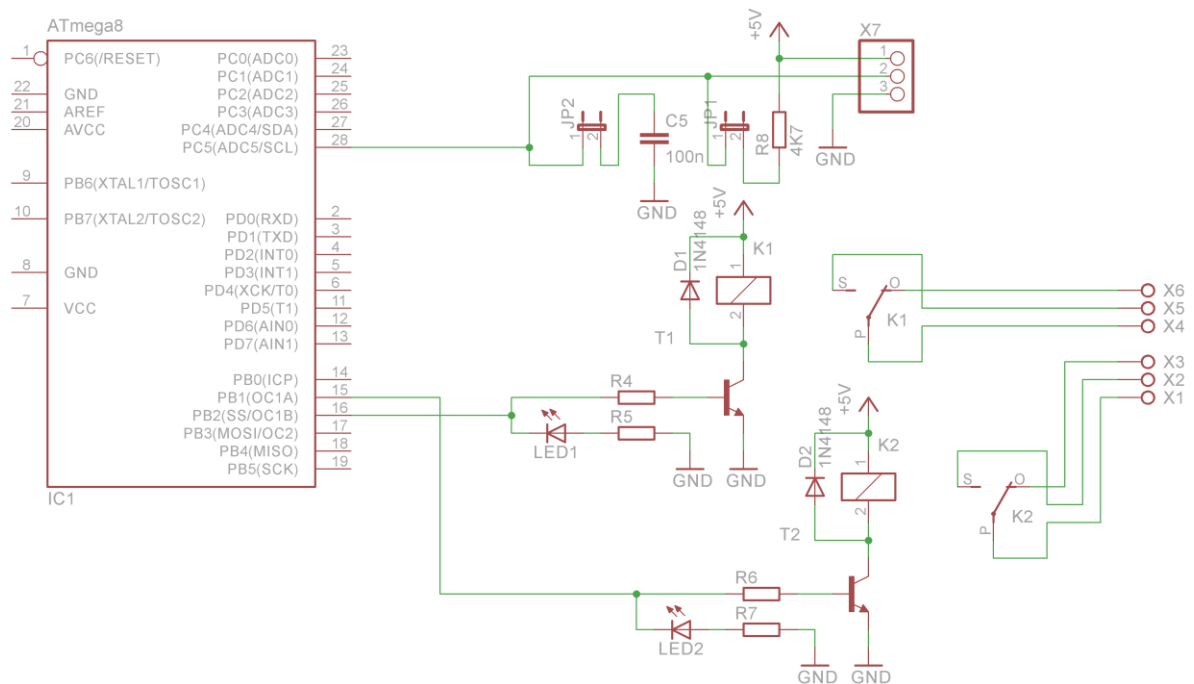 ATmega8
1 PC6(/RESET) PC0(ADC0) 23
PC1(ADC1) 24
22 GND PC2(ADC2) 25
21 AREF PC3(ADC3) 26
20 AVCC PC4(ADC4/SDA) 27
PC5(ADC5/SCL) 28
9 PB6(XTAL1/TOSC1)
10 PB7(XTAL2/TOSC2) PD0(RXD) 2
PD1(TXD) 3
PD2(INT0) 4
8 GND PD3(INT1) 5
PD4(XCK/T0) 6
7 VCC PD5(T1) 11
PD6(AIN0) 12
PD7(AIN1) 13
PB0(ICP) 14
PB1(OC1A) 15
PB2(SS/OC1B) 16
PB3(MOSI/OC2) 17
PB4(MISO) 18
PB5(SCK) 19
IC1
JP2
1 2
C5
100n
GND
JP1
1 2
+5V
R8
4K7
X7
1
2
3
GND
+5V
D1
1N4148
K1
1
2
T1
R4
R5
LED1
GND GND
+5V
D2
1N4148
K2
1
2
T2
R6
R7
LED2
GND GND
S O
K1
P
X6
X5
X4
X3
X2
X1
S O
K2
P